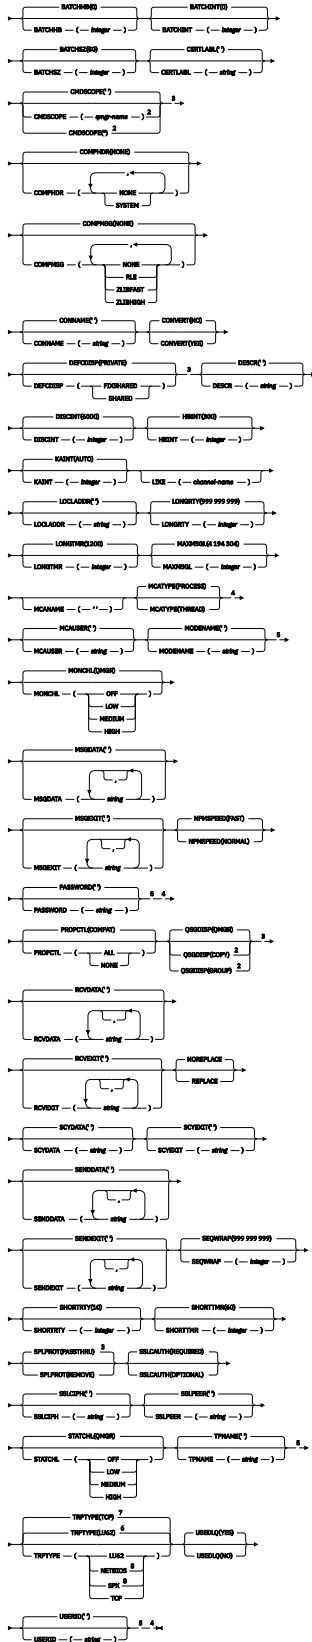 BATCHHB(0) BATCHINT(0)
BATCHHB ( integer ) BATCHINT ( integer )
BATCHSZ(50) CERTLABL(' ')
BATCHSZ ( integer ) CERTLABL ( string )
CMDSCOPE(' ') 3
CMDSCOPE ( qmgr-name ) 2
CMDSCOPE(*) 2
COMPHDR(NONE)
,
COMPHDR ( NONE )
SYSTEM
COMPMSG(NONE)
,
COMPMSG ( NONE )
RLE
ZLIBFAST
ZLIBHIGH
CONNAME(' ') CONVERT(NO)
CONNAME ( string ) CONVERT(YES)
DEFCDISP(PRIVATE) 3 DESCR(' ')
DEFCDISP ( FIXSHARED ) DESCR ( string )
SHARED
DISCINT(6000) HBINT(300)
DISCINT ( integer ) HBINT ( integer )
KAINT(AUTO)
KAINT ( integer ) LIKE ( channel-name )
LOCLADDR(' ') LONGRTY(999 999 999)
LOCLADDR ( string ) LONGRTY ( integer )
LONGTMR(1200) MAXMSGL(4 194 304)
LONGTMR ( integer ) MAXMSGL ( integer )
MCATYPE(PROCESS) 4
MCANAME ( ' ' ) MCATYPE(THREAD)
MCAUSER(' ') MODENAME(' ') 5
MCAUSER ( string ) MODENAME ( string )
MONCHL(QMGR)
MONCHL ( OFF )
LOW
MEDIUM
HIGH
MSGDATA(' ')
,
MSGDATA ( string )
MSGEXIT(' ') NPMSPEED(FAST)
, NPMSPEED(NORMAL)
MSGEXIT ( string )
PASSWORD(' ') 5 4
PASSWORD ( string )
PROPCTL(COMPAT) QSGDISP(QMGR) 3
PROPCTL ( ALL ) QSGDISP(COPY) 2
NONE QSGDISP(GROUP) 2
RCVDATA(' ')
,
RCVDATA ( string )
RCVEXIT(' ') NOREPLACE
, REPLACE
RCVEXIT ( string )
SCYDATA(' ') SCYEXIT(' ')
SCYDATA ( string ) SCYEXIT ( string )
SENDDATA(' ')
,
SENDDATA ( string )
SENDEXIT(' ') SEQWRAP(999 999 999)
, SEQWRAP ( integer )
SENDEXIT ( string )
SHORTRTY(10) SHORTTMR(60)
SHORTRTY ( integer ) SHORTTMR ( integer )
SPLPROT(PASSTHRU) 3 SSLCAUTH(REQUIRED)
SPLPROT(REMOVE) SSLCAUTH(OPTIONAL)
SSLCIPH(' ') SSLPEER(' ')
SSLCIPH ( string ) SSLPEER ( string )
STATCHL(QMGR) TPNAME(' ') 5
STATCHL ( OFF ) TPNAME ( string )
LOW
MEDIUM
HIGH
TRPTYPE(TCP) 7
TRPTYPE(LU62) 6 USEDLQ(YES)
TRPTYPE ( LU62 ) USEDLQ(NO)
NETBIOS 8
SPX 8
TCP
USERID(' ') 5 4
USERID ( string )